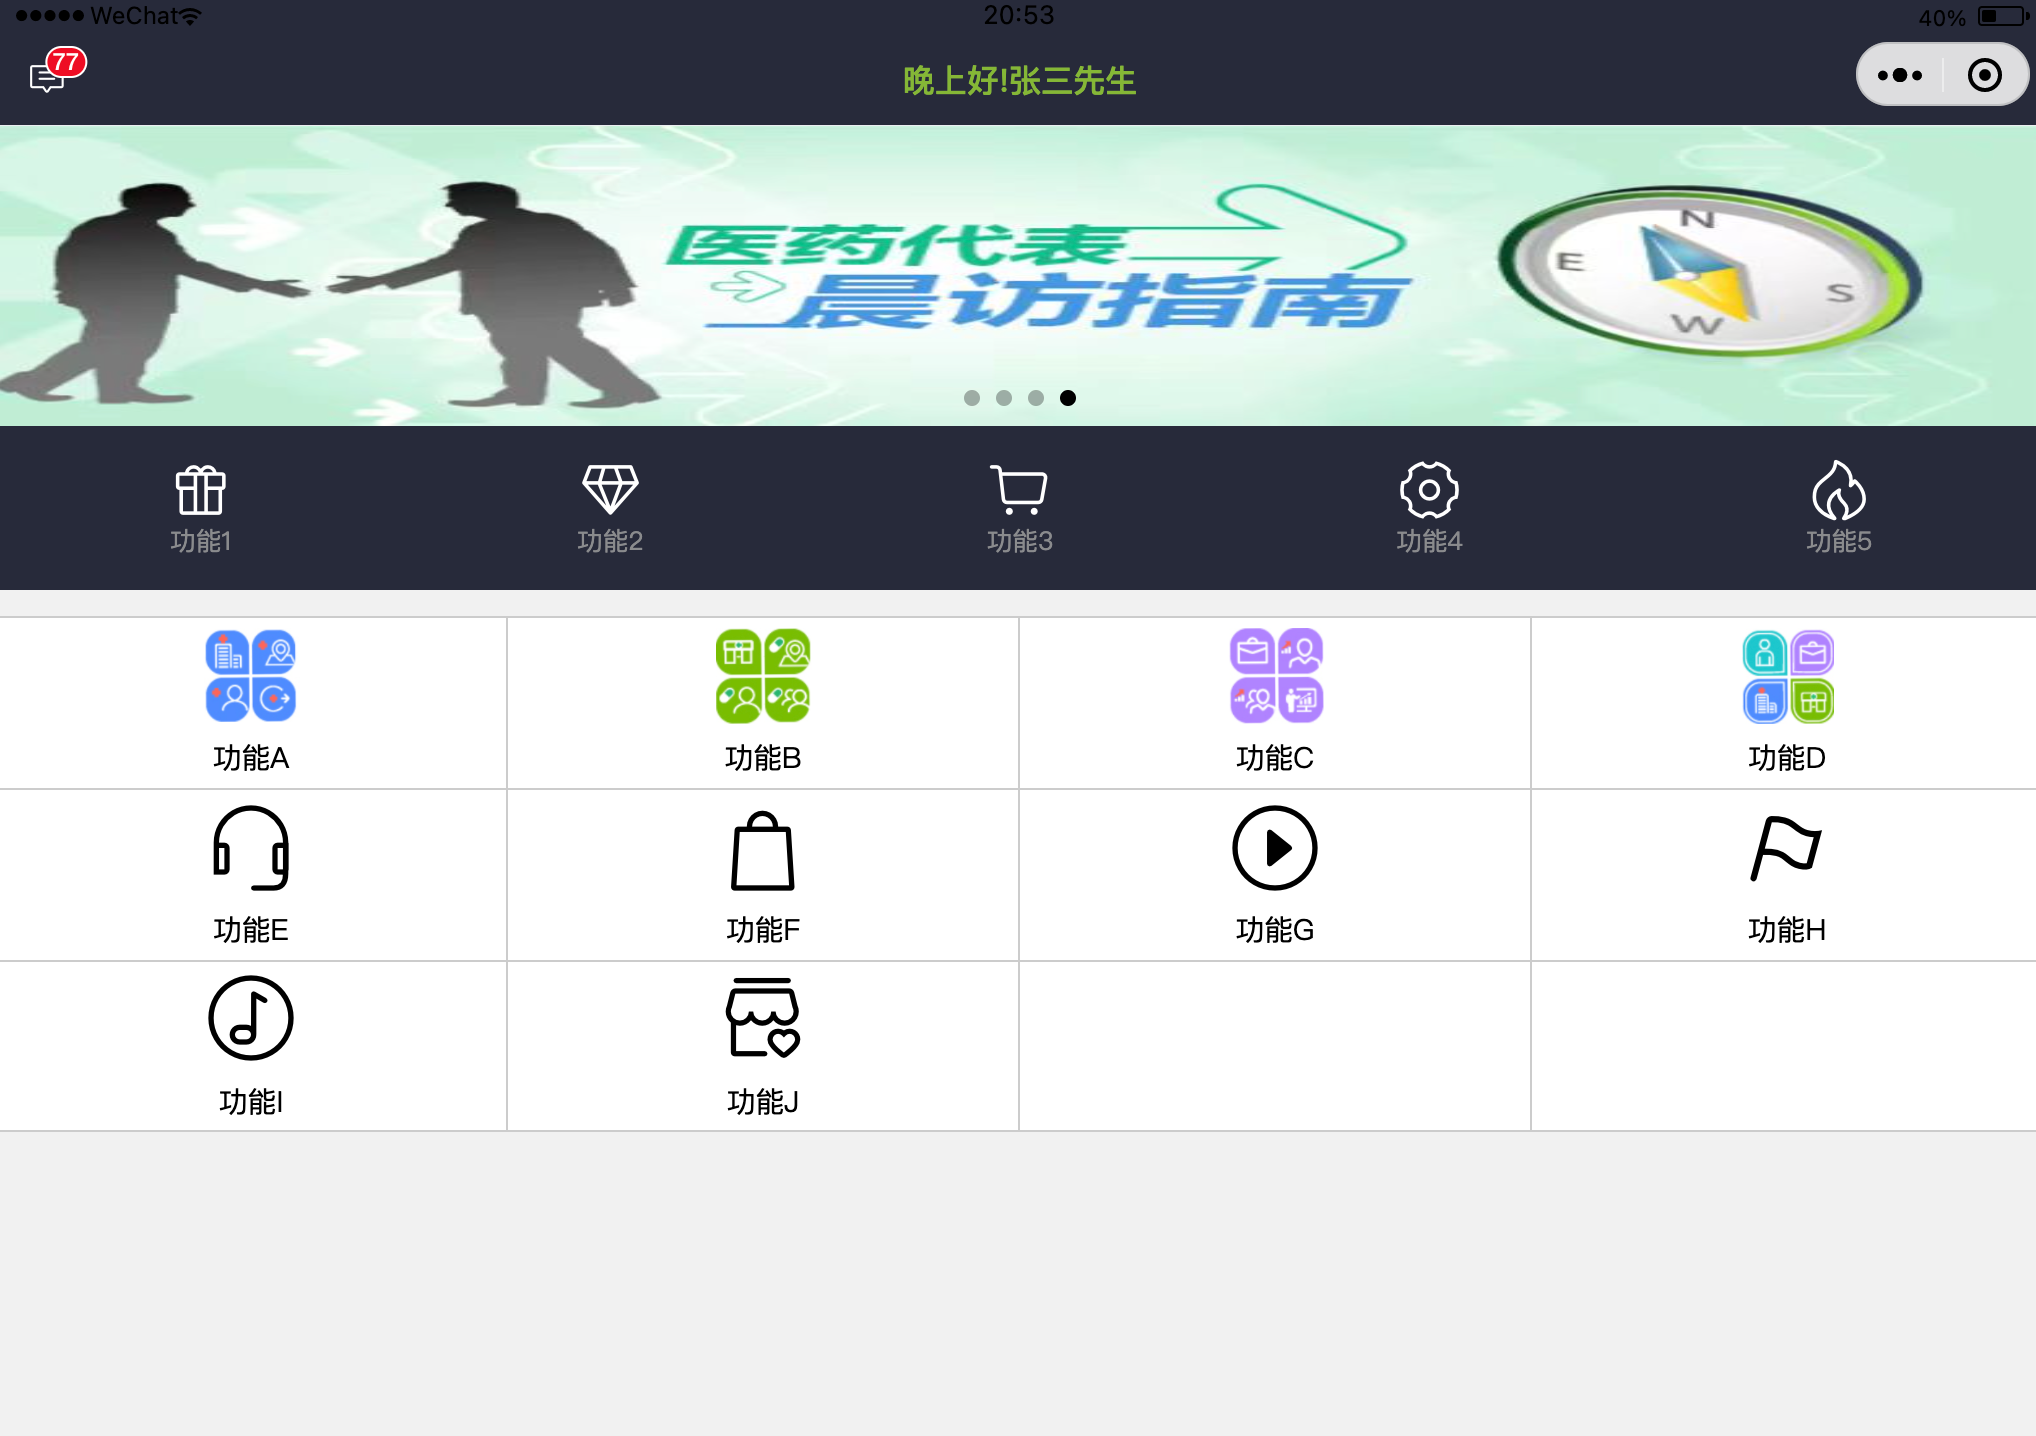 WeChat
20:53
40%
77
晚上好!张三先生
医药代表
晨访指南
N
E
S
W
功能1
功能2
功能3
功能4
功能5
功能A
功能B
功能C
功能D
功能E
功能F
功能G
功能H
功能I
功能J